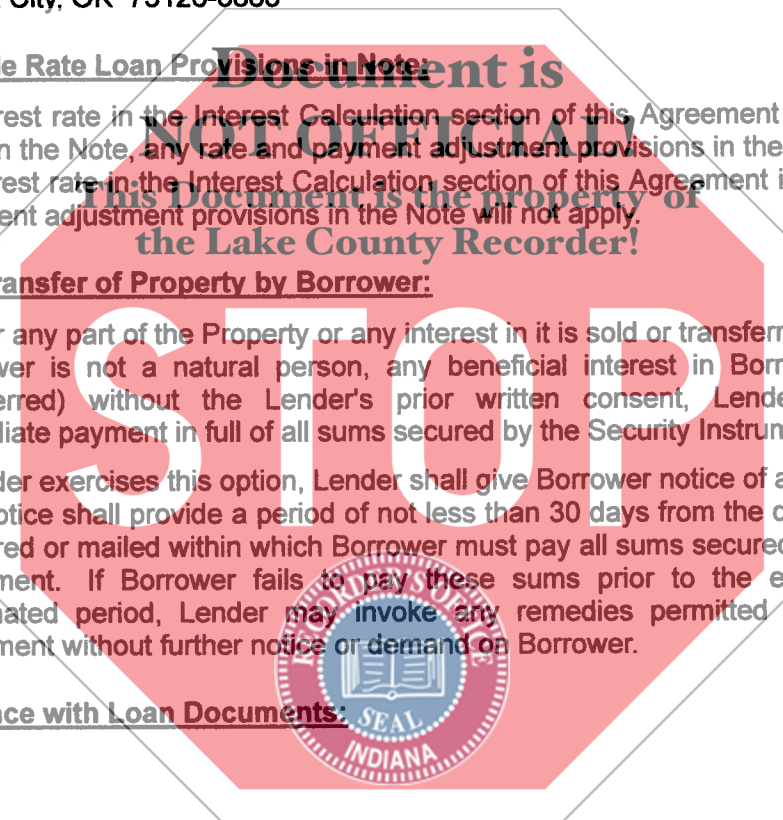 City, OK 73126-8868
e Rate Loan Provisions in Note:
Document is
rest rate in the Interest Calculation section of this Agreement
NOT OFFICIAL!
n the Note, any rate and payment adjustment provisions in the
rest rate in the Interest Calculation section of this Agreement i
This Document is the property of
ent adjustment provisions in the Note will not apply.
the Lake County Recorder!
ransfer of Property by Borrower:
STOP
r any part of the Property or any interest in it is sold or transferr
wer is not a natural person, any beneficial interest in Borr
erred) without the Lender's prior written consent, Lende
diate payment in full of all sums secured by the Security Instrun
der exercises this option, Lender shall give Borrower notice of a
otice shall provide a period of not less than 30 days from the d
red or mailed within which Borrower must pay all sums secured
ment. If Borrower fails to pay these sums prior to the e
nated period, Lender may invoke any remedies permitted
ment without further notice or demand on Borrower.
RECORDER'S OFFICE
SEAL
INDIANA
nce with Loan Documents: